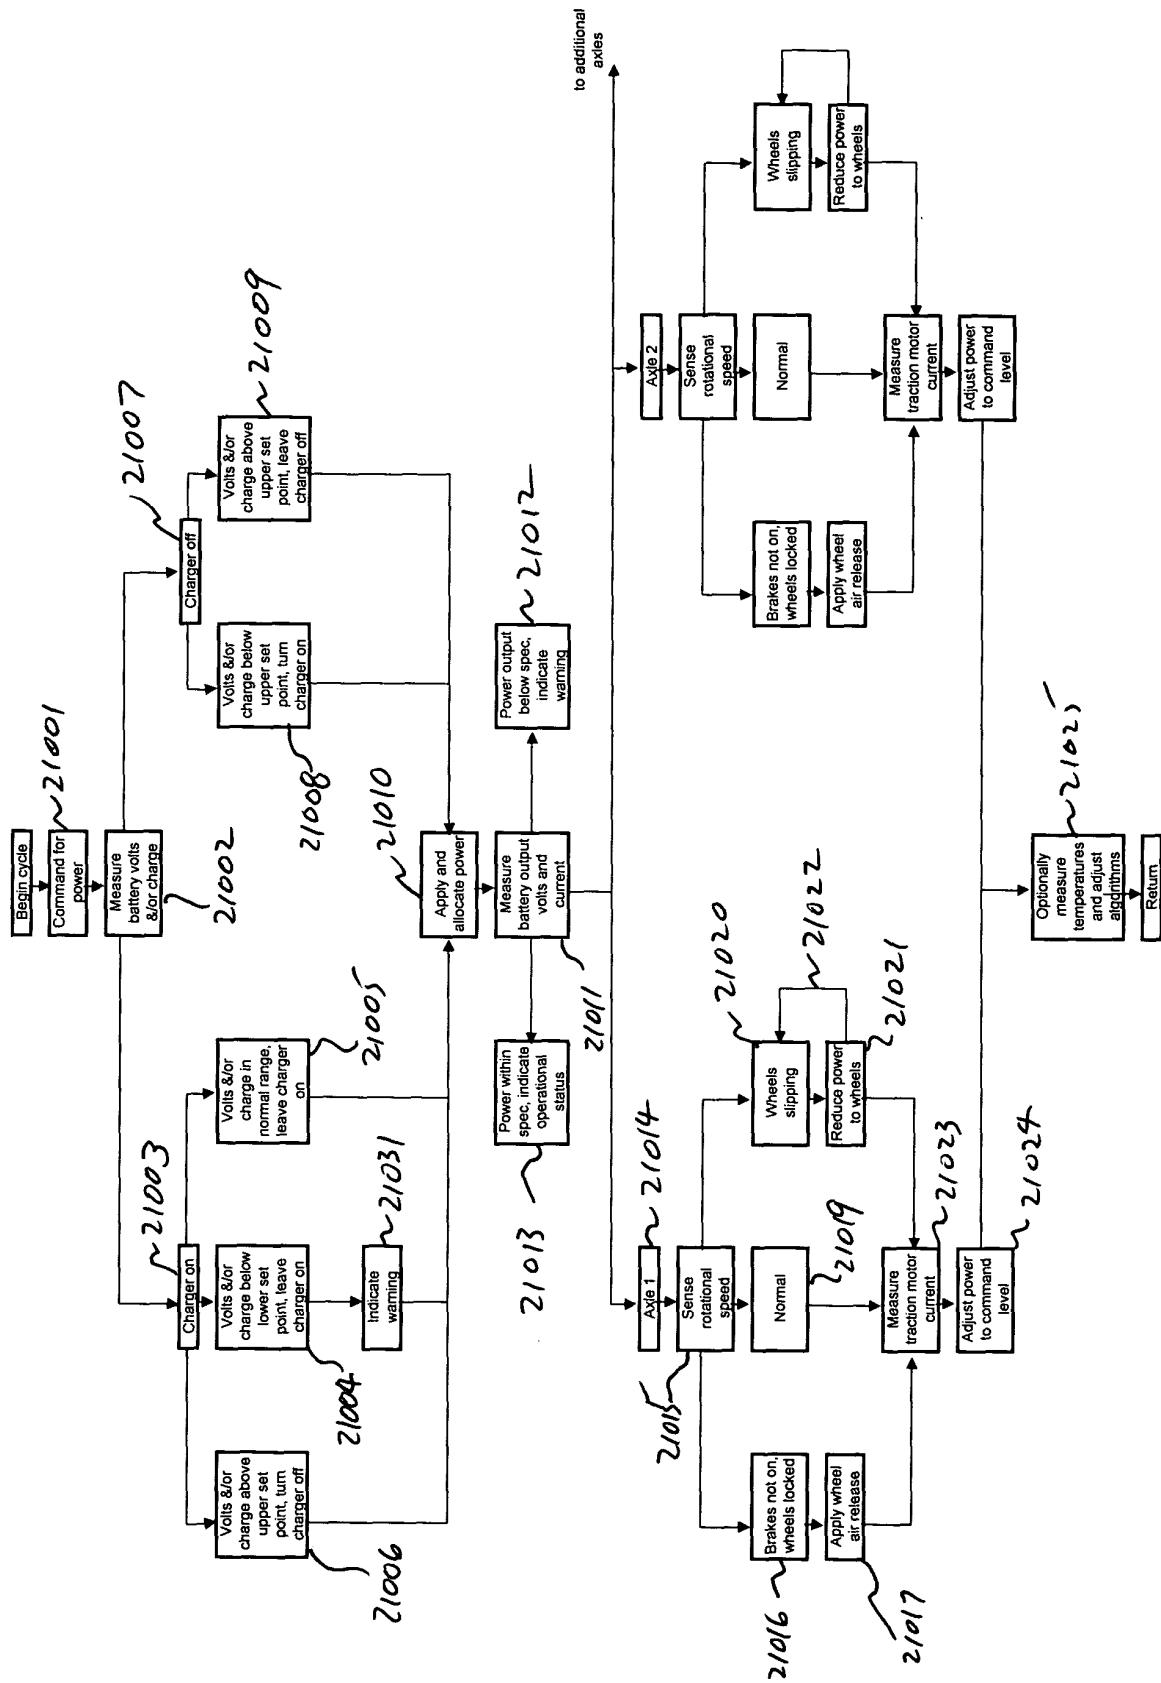 Begin cycle
Command for
power
21001
Measure
battery volts
&/or charge
21002
Charger on
21003
Charger off
21007
Volts &/or
charge above
upper set
point, turn
charger off
21006
Volts &/or
charge below
lower set
point, leave
charger on
21004
Volts &/or
charge in
normal range,
leave charger
on
21005
Volts &/or
charge below
upper set
point, turn
charger on
21008
Volts &/or
charge above
upper set
point, leave
charger off
21009
Indicate
warning
21031
Apply and
allocate power
21010
Power within
spec, indicate
operational
status
21013
Measure
battery output
volts and
current
21011
Power output
below spec,
indicate
warning
21012
to additional
axles
Axle 1
21014
Sense
rotational
speed
21015
Brakes not on,
wheels locked
21016
Apply wheel
air release
21017
Normal
21019
Wheels
slipping
21020
21022
Reduce power
to wheels
21021
Measure
traction motor
current
21023
Adjust power
to command
level
21024
Axle 2
Sense
rotational
speed
Brakes not on,
wheels locked
Apply wheel
air release
Normal
Wheels
slipping
Reduce power
to wheels
Measure
traction motor
current
Adjust power
to command
level
Optionally
measure
temperatures
and adjust
algorithms
21025
Return